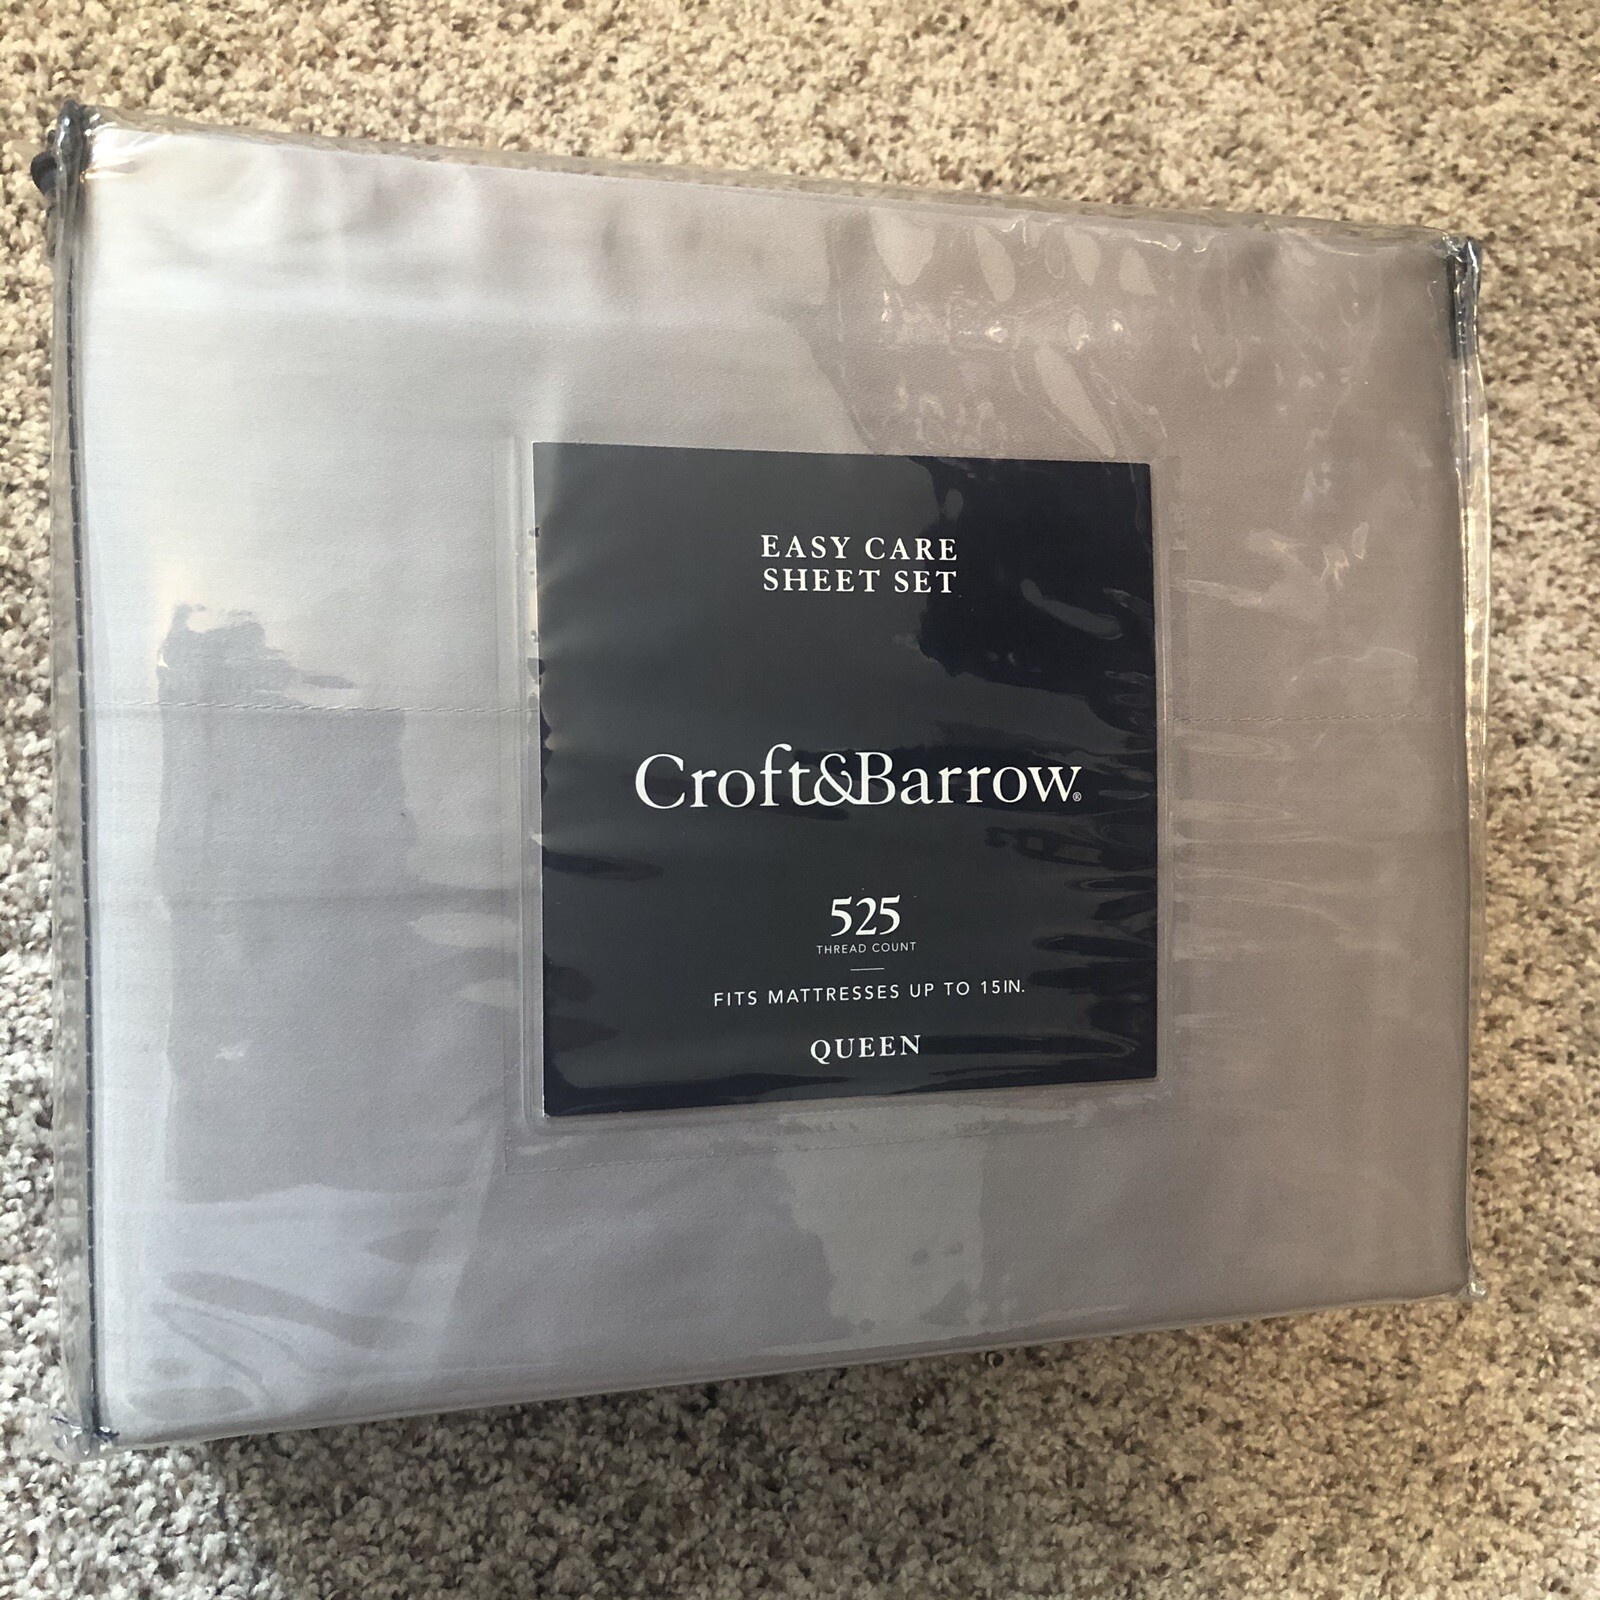 EASY CARE
SHEET SET
Croft&Barrow®
525
THREAD COUNT
FITS MATTRESSES UP TO 15IN.
QUEEN